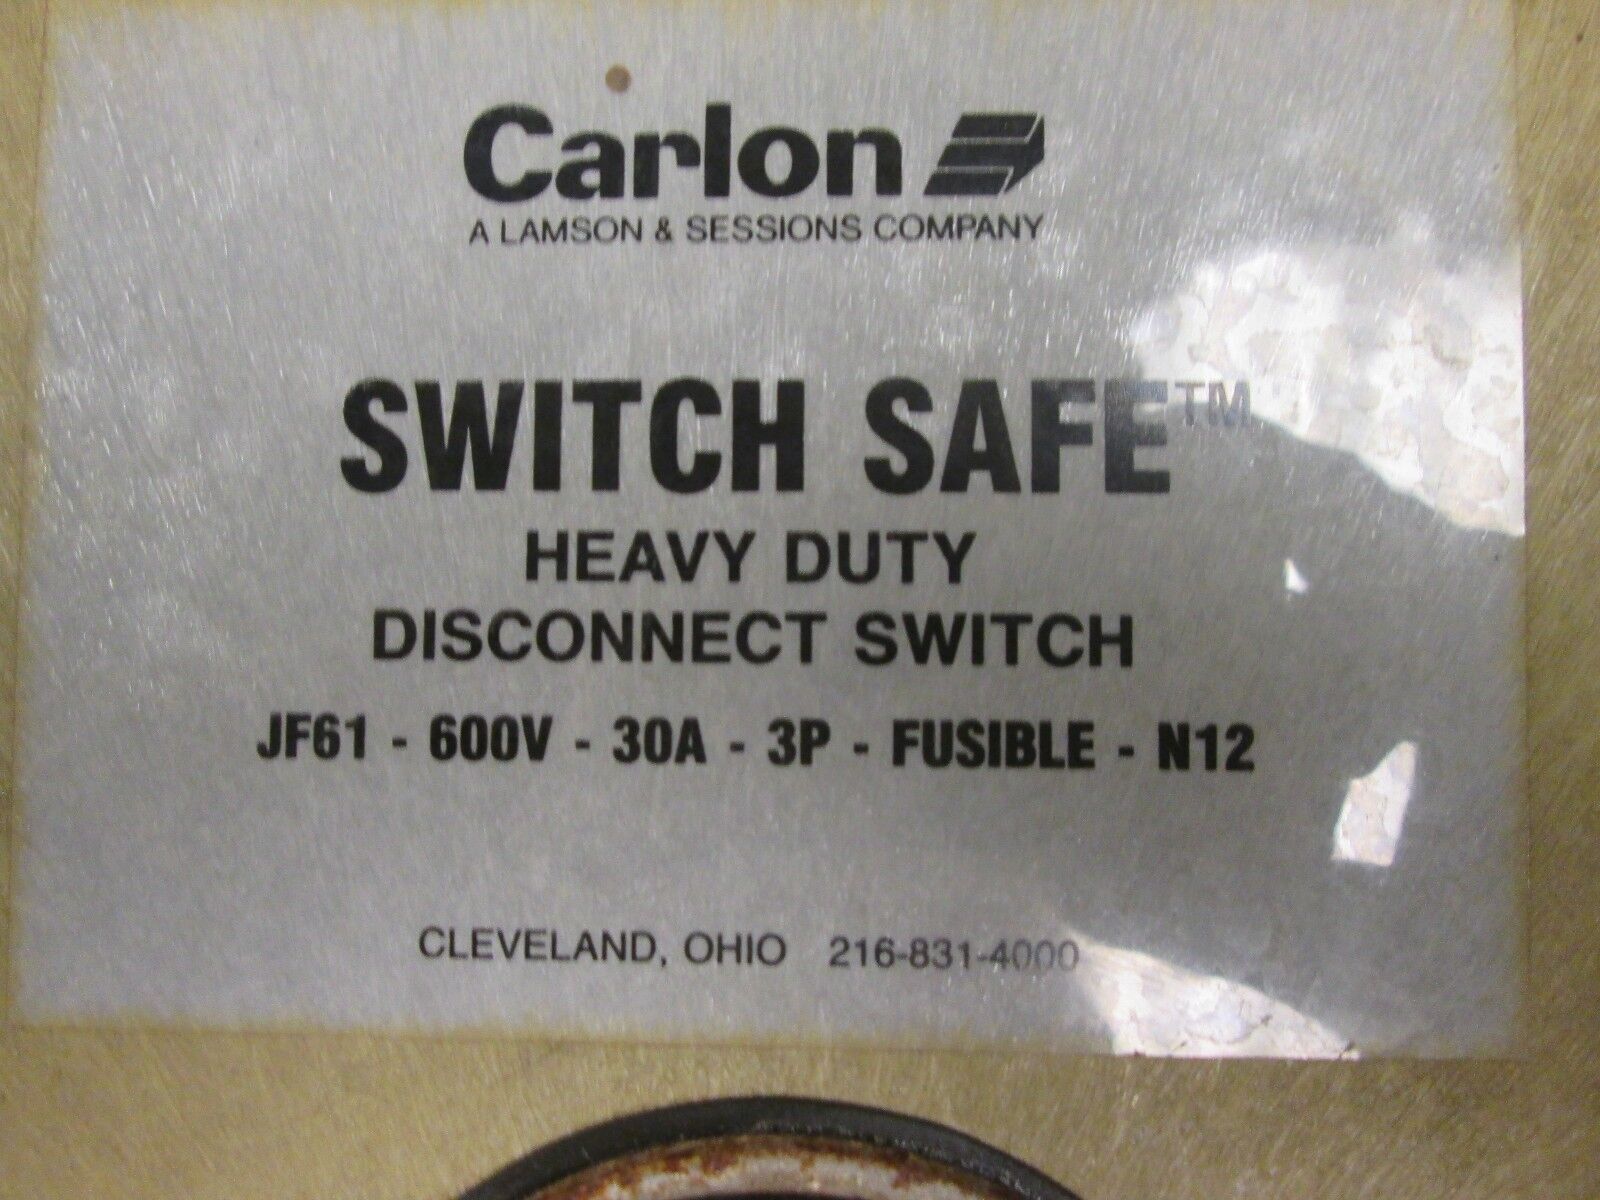 Carlon
A LAMSON & SESSIONS COMPANY
SWITCH SAFE™
HEAVY DUTY
DISCONNECT SWITCH
JF61 - 600V - 30A - 3P - FUSIBLE - N12
CLEVELAND, OHIO 216-831-4000